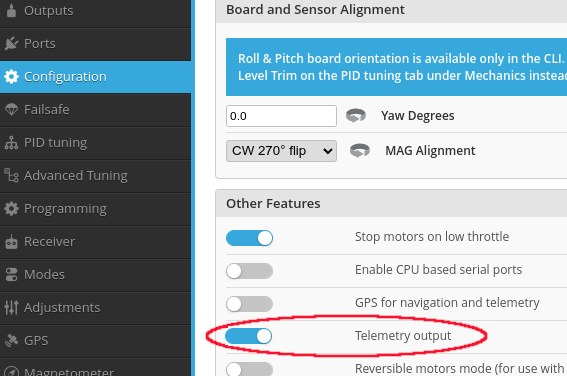 Outputs
Ports
Configuration
Failsafe
PID tuning
Advanced Tuning
Programming
Receiver
Modes
Adjustments
GPS
Magnetometer
Board and Sensor Alignment
Roll & Pitch board orientation is available only in the CLI.
Level Trim on the PID tuning tab under Mechanics instead
0.0
Yaw Degrees
CW 270° flip
MAG Alignment
Other Features
Stop motors on low throttle
Enable CPU based serial ports
GPS for navigation and telemetry
Telemetry output
Reversible motors mode (for use with